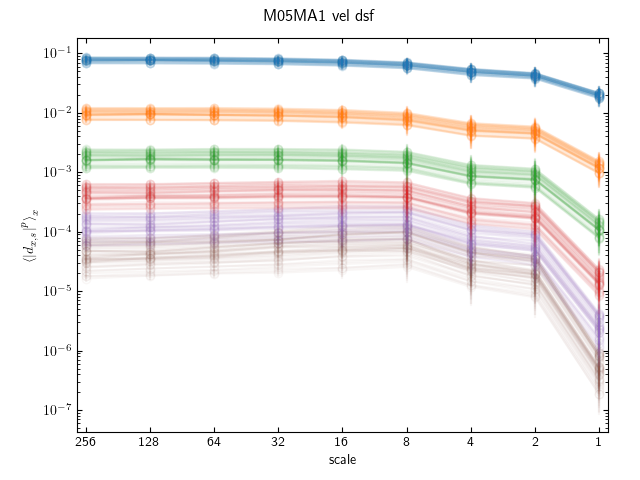 M05MA1 vel dsf
⟨|d_{x,s}|^p⟩_x
10^{-1}
10^{-2}
10^{-3}
10^{-4}
10^{-5}
10^{-6}
10^{-7}
256 128 64 32 16 8 4 2 1
scale